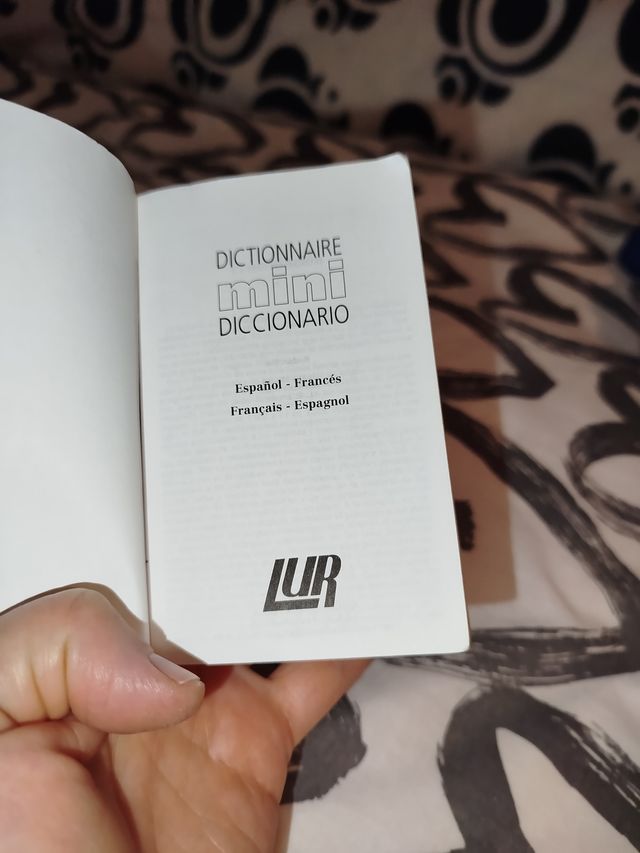 DICTIONNAIRE
mini
DICCIONARIO
Español - Francés
Français - Espagnol
LUR